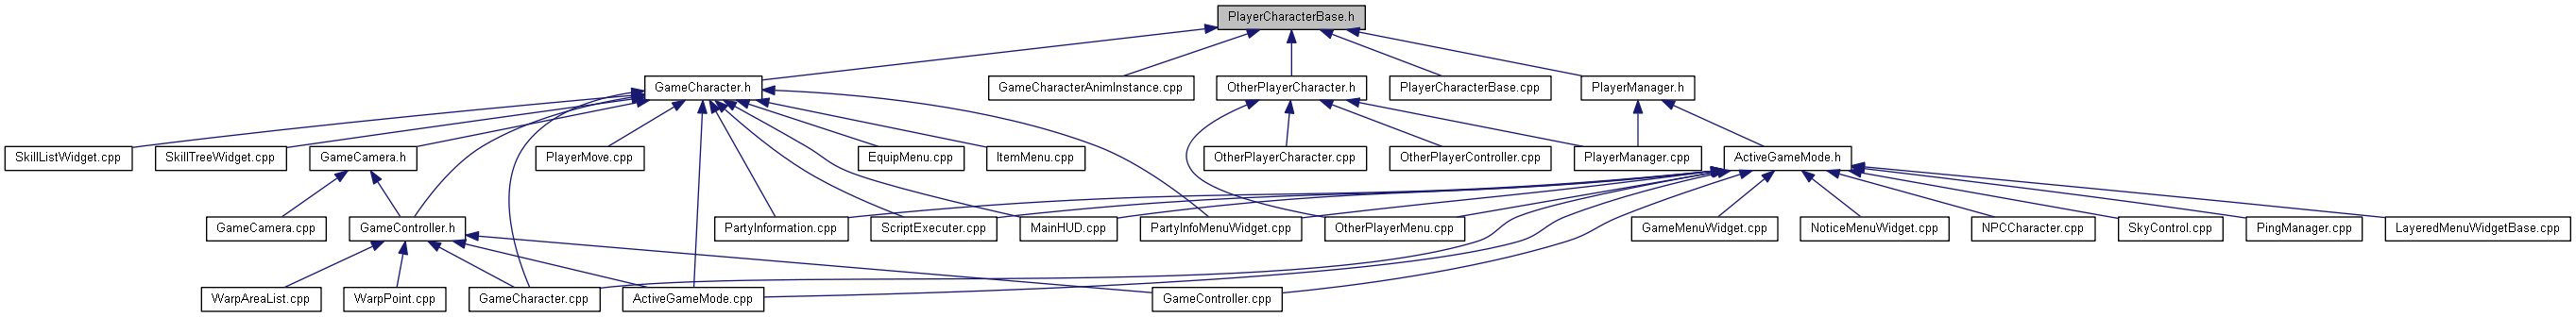 PlayerCharacterBase.h
GameCharacter.h
GameCharacterAnimInstance.cpp
OtherPlayerCharacter.h
PlayerCharacterBase.cpp
PlayerManager.h
SkillListWidget.cpp
SkillTreeWidget.cpp
GameCamera.h
PlayerMove.cpp
EquipMenu.cpp
ItemMenu.cpp
OtherPlayerCharacter.cpp
OtherPlayerController.cpp
PlayerManager.cpp
ActiveGameMode.h
GameCamera.cpp
GameController.h
PartyInformation.cpp
ScriptExecuter.cpp
MainHUD.cpp
PartyInfoMenuWidget.cpp
OtherPlayerMenu.cpp
GameMenuWidget.cpp
NoticeMenuWidget.cpp
NPCCharacter.cpp
SkyControl.cpp
PingManager.cpp
LayeredMenuWidgetBase.cpp
WarpAreaList.cpp
WarpPoint.cpp
GameCharacter.cpp
ActiveGameMode.cpp
GameController.cpp